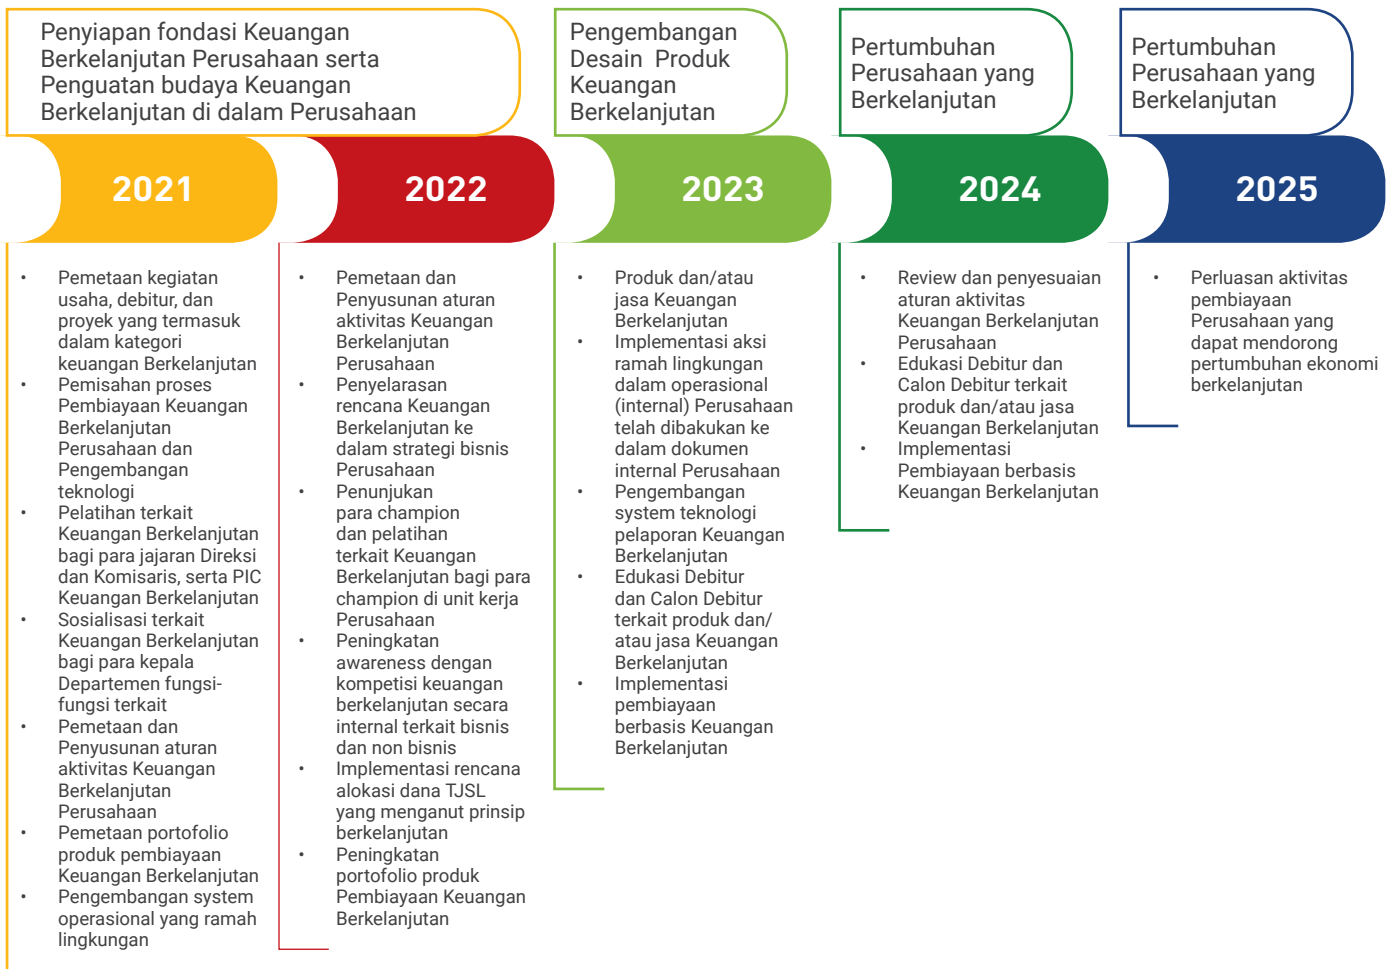 Penyiapan fondasi Keuangan
Berkelanjutan Perusahaan serta
Penguatan budaya Keuangan
Berkelanjutan di dalam Perusahaan
Pengembangan
Desain Produk
Keuangan
Berkelanjutan
Pertumbuhan
Perusahaan yang
Berkelanjutan
Pertumbuhan
Perusahaan yang
Berkelanjutan
2021
2022
2023
2024
2025
• Pemetaan kegiatan
usaha, debitur, dan
proyek yang termasuk
dalam kategori
keuangan Berkelanjutan
• Pemisahan proses
Pembiayaan Keuangan
Berkelanjutan
Perusahaan dan
Pengembangan
teknologi
• Pelatihan terkait
Keuangan Berkelanjutan
bagi para jajaran Direksi
dan Komisaris, serta PIC
Keuangan Berkelanjutan
• Sosialisasi terkait
Keuangan Berkelanjutan
bagi para kepala
Departemen fungsi-
fungsi terkait
• Pemetaan dan
Penyusunan aturan
aktivitas Keuangan
Berkelanjutan
Perusahaan
• Pemetaan portofolio
produk pembiayaan
Keuangan Berkelanjutan
• Pengembangan system
operasional yang ramah
lingkungan
• Pemetaan dan
Penyusunan aturan
aktivitas Keuangan
Berkelanjutan
Perusahaan
• Penyelarasan
rencana Keuangan
Berkelanjutan ke
dalam strategi bisnis
Perusahaan
• Penunjukan
para champion
dan pelatihan
terkait Keuangan
Berkelanjutan bagi para
champion di unit kerja
Perusahaan
• Peningkatan
awareness dengan
kompetisi keuangan
berkelanjutan secara
internal terkait bisnis
dan non bisnis
• Implementasi rencana
alokasi dana TJSL
yang menganut prinsip
berkelanjutan
• Peningkatan
portofolio produk
Pembiayaan Keuangan
Berkelanjutan
• Produk dan/atau
jasa Keuangan
Berkelanjutan
• Implementasi aksi
ramah lingkungan
dalam operasional
(internal) Perusahaan
telah dibakukan ke
dalam dokumen
internal Perusahaan
• Pengembangan
system teknologi
pelaporan Keuangan
Berkelanjutan
• Edukasi Debitur
dan Calon Debitur
terkait produk dan/
atau jasa Keuangan
Berkelanjutan
• Implementasi
pembiayaan
berbasis Keuangan
Berkelanjutan
• Review dan penyesuaian
aturan aktivitas
Keuangan Berkelanjutan
Perusahaan
• Edukasi Debitur dan
Calon Debitur terkait
produk dan/atau jasa
Keuangan Berkelanjutan
• Implementasi
Pembiayaan berbasis
Keuangan Berkelanjutan
• Perluasan aktivitas
pembiayaan
Perusahaan yang
dapat mendorong
pertumbuhan ekonomi
berkelanjutan